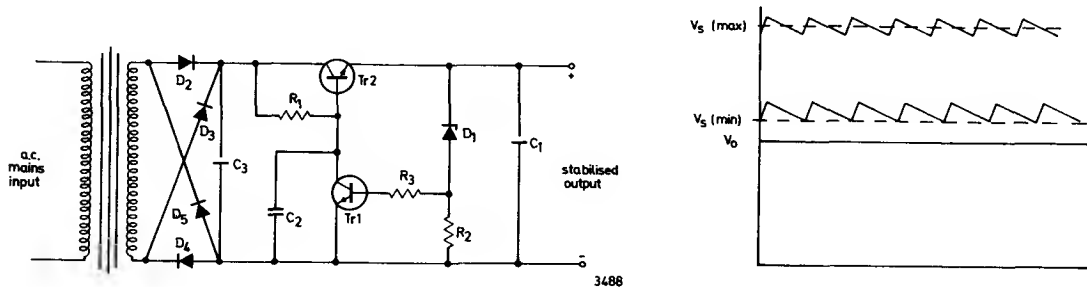 a.c.
mains
input
D2
D3
D5
D4
C3
R1
C2
Tr2
Tr1
R3
D1
R2
C1
+
stabilised
output
−
3488
Vs (max)
Vs (min)
Vo